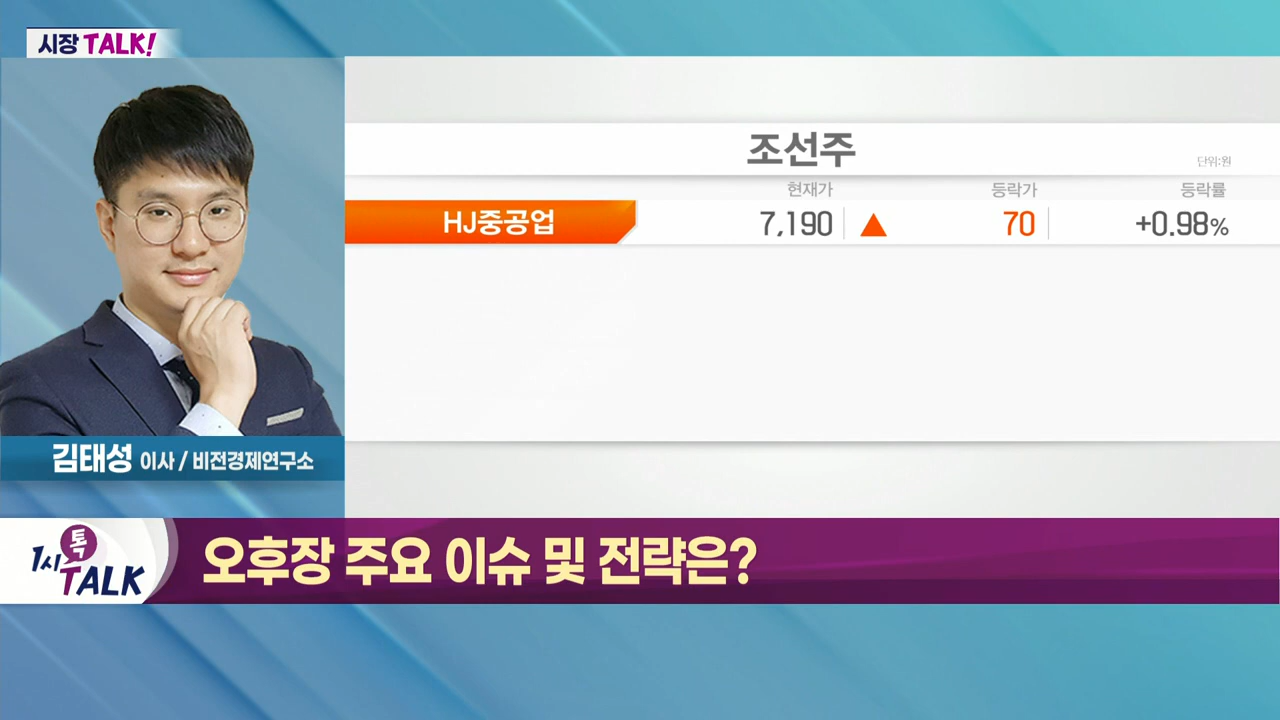 시장 TALK!
조선주
단위:원
현재가 등락가 등락률
HJ중공업 7,190 ▲ 70 +0.98%
김태성 이사 / 비전경제연구소
1시 톡 TALK
오후장 주요 이슈 및 전략은?